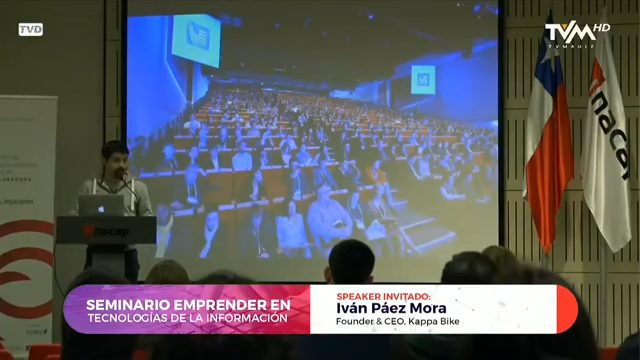 TVD
TVM HD
TVMAULE
inacap
inacap
SEMINARIO EMPRENDER EN
TECNOLOGÍAS DE LA INFORMACIÓN
SPEAKER INVITADO:
Iván Páez Mora
Founder & CEO, Kappa Bike